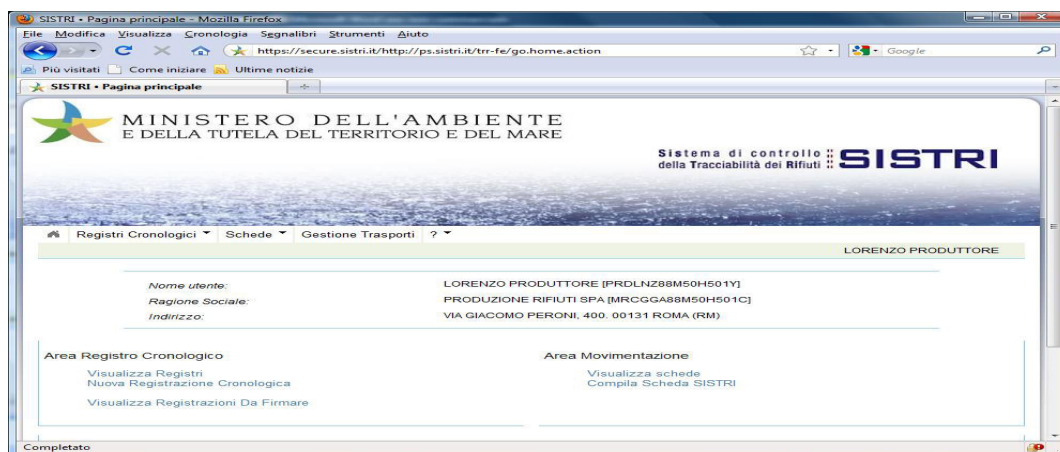 SISTRI • Pagina principale - Mozilla Firefox
File Modifica Visualizza Cronologia Segnalibri Strumenti Aiuto
https://secure.sistri.it/http://ps.sistri.it/trr-fe/go.home.action
Google
Più visitati Come iniziare Ultime notizie
SISTRI • Pagina principale
MINISTERO DELL'AMBIENTE
E DELLA TUTELA DEL TERRITORIO E DEL MARE
Sistema di controllo
della Tracciabilità dei Rifiuti
SISTRI
Registri Cronologici Schede Gestione Trasporti ?
LORENZO PRODUTTORE
Nome utente: LORENZO PRODUTTORE [PRDLNZ88M50H501Y]
Ragione Sociale: PRODUZIONE RIFIUTI SPA [MRCGGA88M50H501C]
Indirizzo: VIA GIACOMO PERONI, 400. 00131 ROMA (RM)
Area Registro Cronologico
Visualizza Registri
Nuova Registrazione Cronologica
Visualizza Registrazioni Da Firmare
Area Movimentazione
Visualizza schede
Compila Scheda SISTRI
Completato